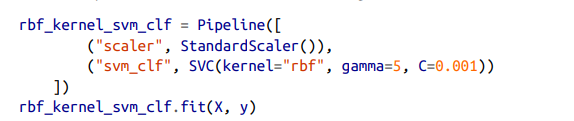 rbf_kernel_svm_clf = Pipeline([
        ("scaler", StandardScaler()),
        ("svm_clf", SVC(kernel="rbf", gamma=5, C=0.001))
    ])
rbf_kernel_svm_clf.fit(X, y)